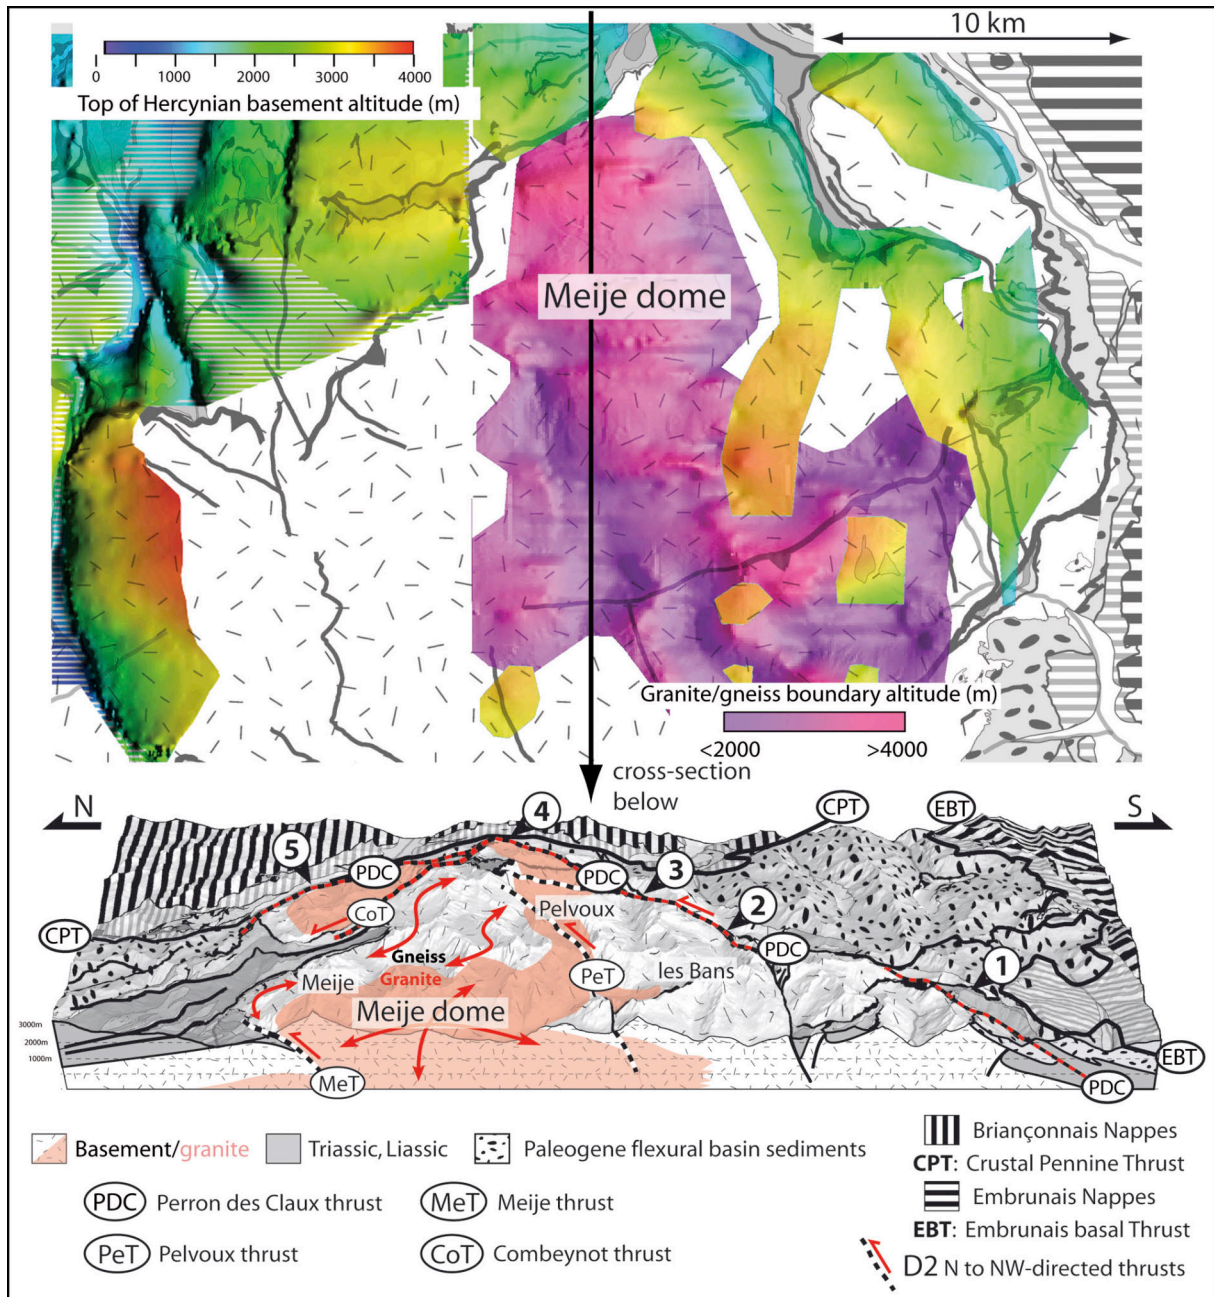 10 km
0 1000 2000 3000 4000
Top of Hercynian basement altitude (m)
Meije dome
Granite/gneiss boundary altitude (m)
<2000 >4000
cross-section
below
N
S
4
CPT
EBT
5
PDC
3
PDC
2
CoT
Pelvoux
CPT
PDC
Gneiss
1
Granite
PeT
les Bans
Meije
Meije dome
3000m
2000m
1000m
EBT
MeT
PDC
Basement/granite
Triassic, Liassic
Paleogene flexural basin sediments
PDC Perron des Claux thrust
MeT Meije thrust
PeT Pelvoux thrust
CoT Combeynot thrust
Briançonnais Nappes
CPT: Crustal Pennine Thrust
Embrunais Nappes
EBT: Embrunais basal Thrust
D2 N to NW-directed thrusts